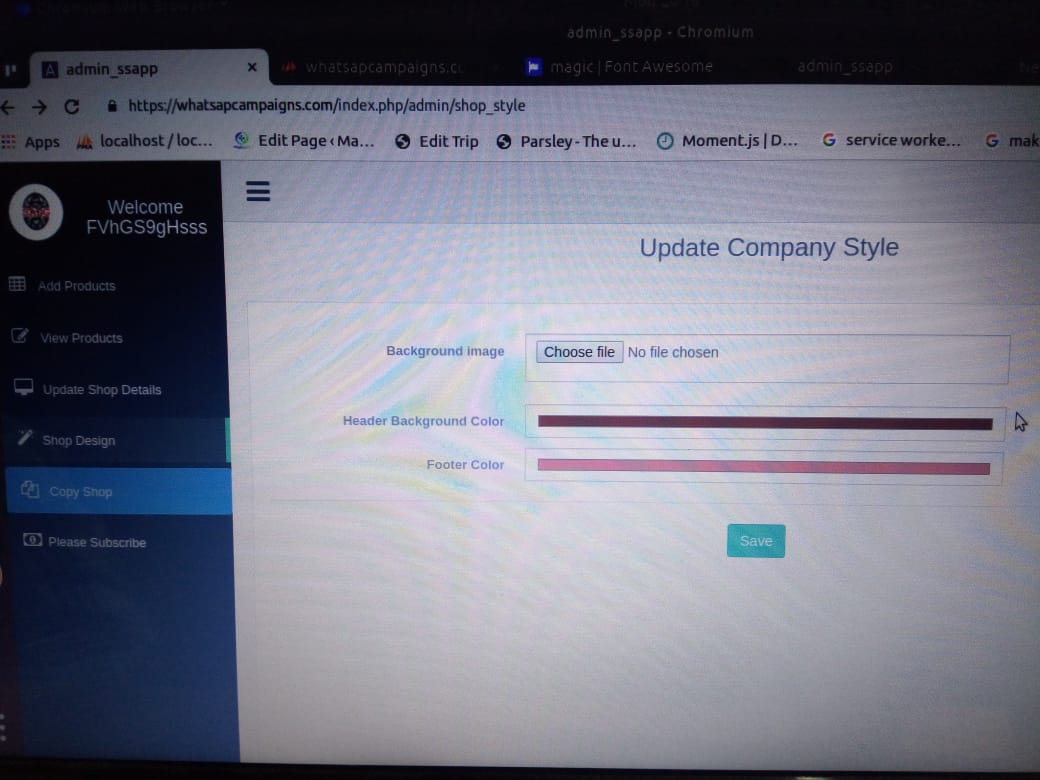 admin_ssapp - Chromium
admin_ssapp × whatsapcampaigns.c magic | Font Awesome admin_ssapp Ne
https://whatsapcampaigns.com/index.php/admin/shop_style
Apps localhost / loc... Edit Page ‹ Ma... Edit Trip Parsley - The u... Moment.js | D... service worke... mak
Welcome
FVhGS9gHsss
Update Company Style
Add Products
View Products
Update Shop Details
Shop Design
Copy Shop
Please Subscribe
Background image Choose file No file chosen
Header Background Color
Footer Color
Save